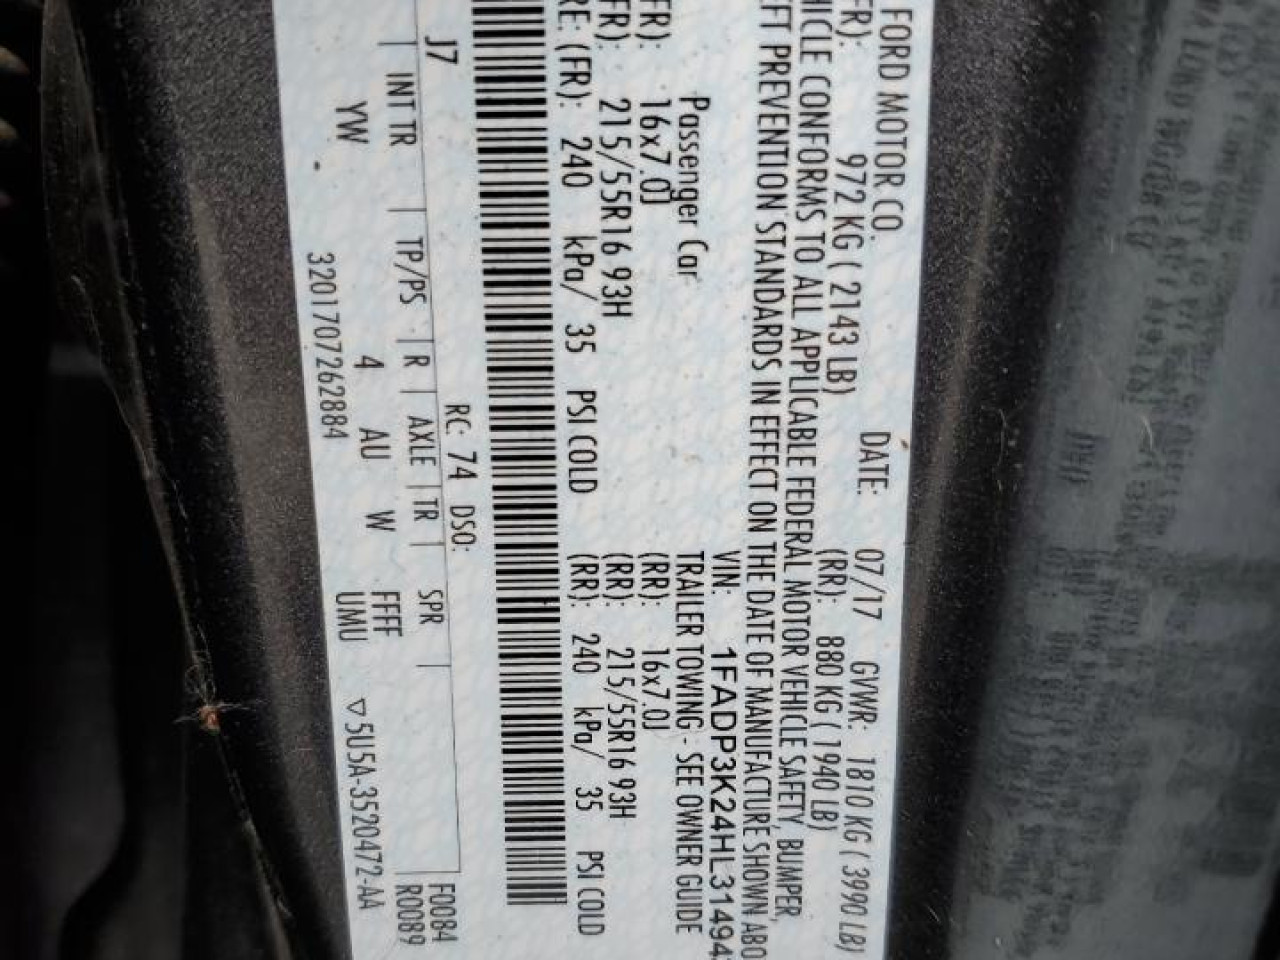 FORD MOTOR CO. DATE: 07/17 GVWR: 1810 KG ( 3990 LB)
FR): 972 KG ( 2143 LB) (RR): 880 KG ( 1940 LB)
HICLE CONFORMS TO ALL APPLICABLE FEDERAL MOTOR VEHICLE SAFETY, BUMPER,
EFT PREVENTION STANDARDS IN EFFECT ON THE DATE OF MANUFACTURE SHOWN ABO
VIN: 1FADP3K24HL31494
Passenger Car TRAILER TOWING - SEE OWNER GUIDE
FR): 16x7.0J (RR): 16x7.0J
FR): 215/55R16 93H (RR): 215/55R16 93H
RE: (FR): 240 kPa/ 35 PSI COLD (RR): 240 kPa/ 35 PSI COLD
RC: 74 DSO: F0084
J7 R0089
INT TR TP/PS R AXLE TR SPR
YW 4 AU W FFFF
UMU
3201707262884 ▽5U5A-3520472-AA